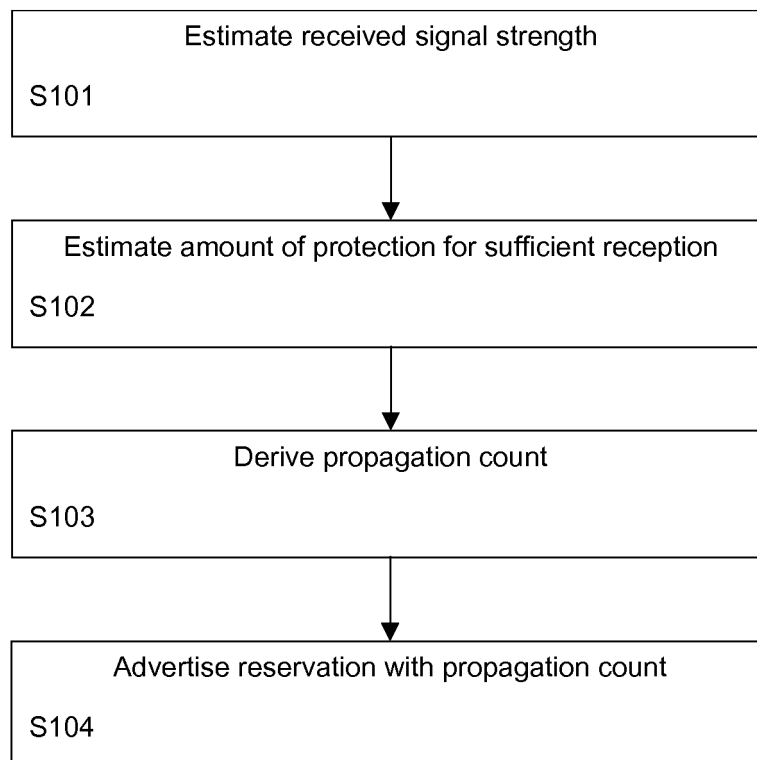 Estimate received signal strength
S101
Estimate amount of protection for sufficient reception
S102
Derive propagation count
S103
Advertise reservation with propagation count
S104